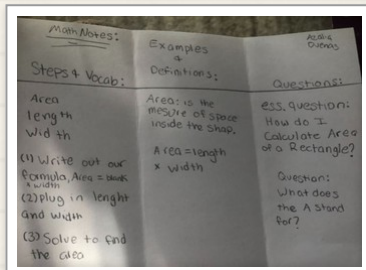 Math Notes:
Steps & Vocab:
Area
length
width
(1) Write out our
formula, Area = blank
x width
(2) plug in lenght
and width
(3) Solve to find
the area
Examples
&
Definitions:
Area: is the
mesure of space
inside the shap.
Area = length
x width
Questions:
ess. question:
How do I
Calculate Area
of a Rectangle?
Question:
What does
the A Stand
for?